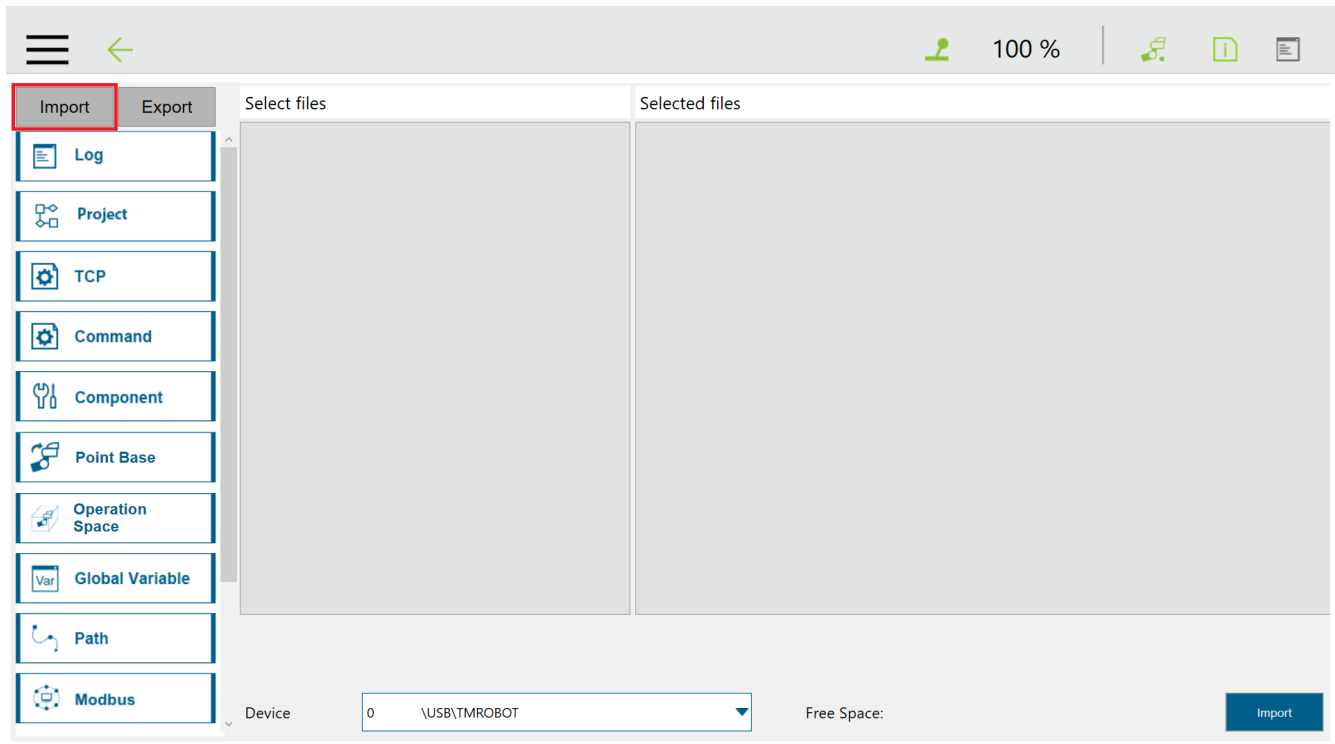 100 %
Import
Export
Select files
Selected files
Log
Project
TCP
Command
Component
Point Base
Operation
Space
Var
Global Variable
Path
Modbus
Device
0 \USB\TMROBOT
Free Space:
Import